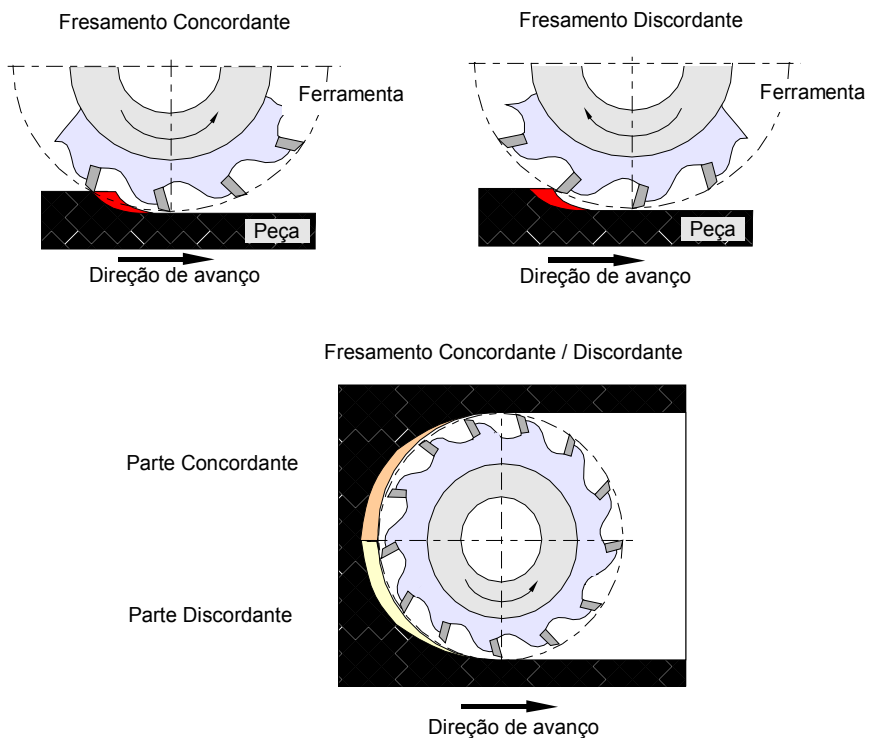 Fresamento Concordante
Fresamento Discordante
Ferramenta
Ferramenta
Peça
Peça
Direção de avanço
Direção de avanço
Fresamento Concordante / Discordante
Parte Concordante
Parte Discordante
Direção de avanço